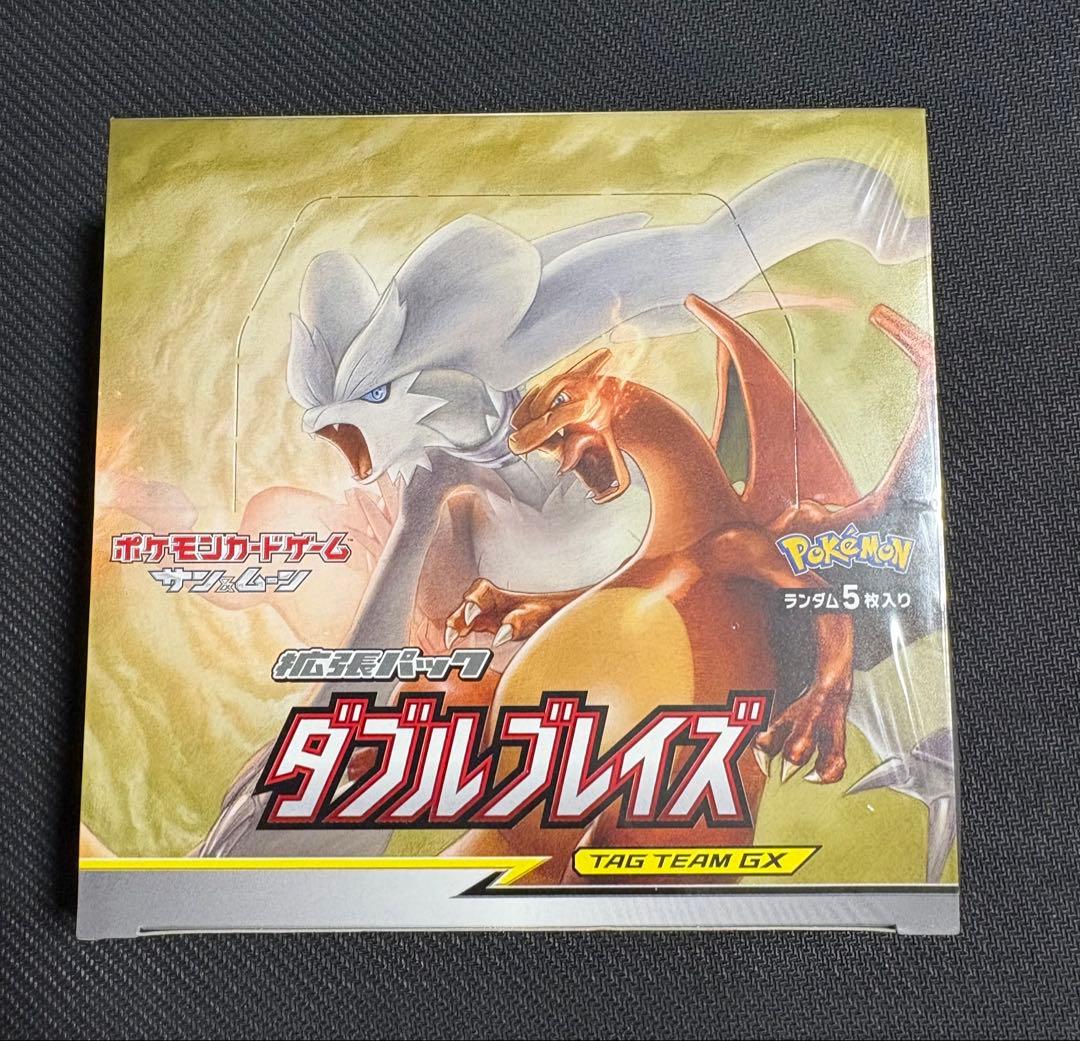 ポケモンカードゲーム
サン&ムーン
Pokémon
ランダム5枚入り
拡張パック
ダブルブレイズ
TAG TEAM GX